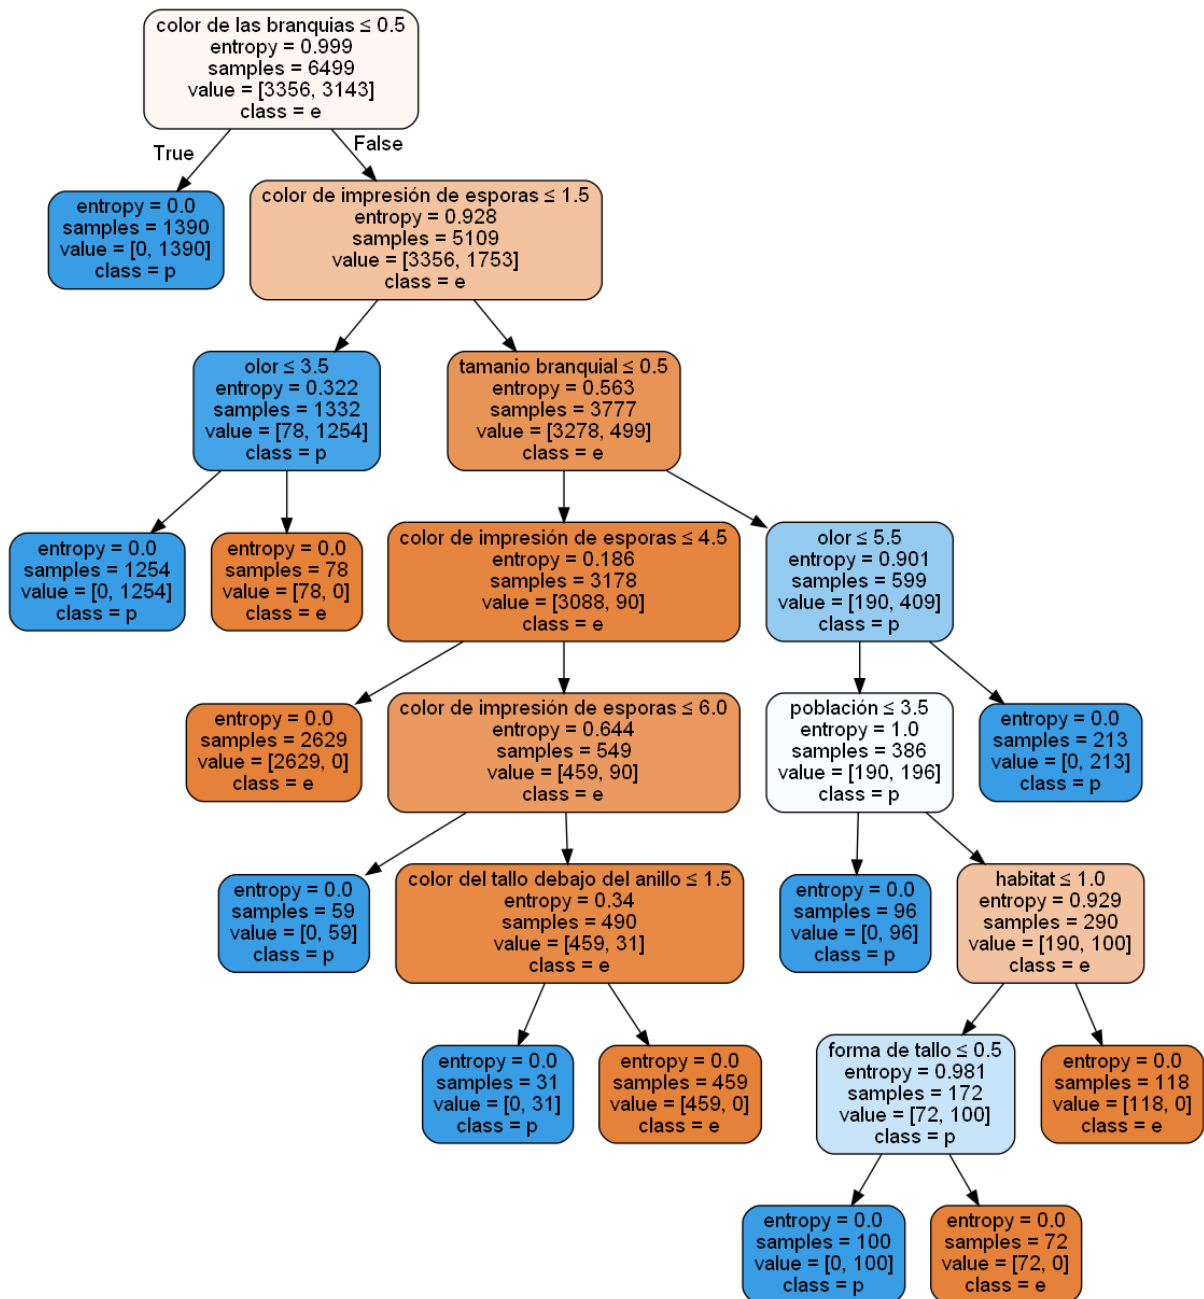 color de las branquias ≤ 0.5
entropy = 0.999
samples = 6499
value = [3356, 3143]
class = e
True
False
entropy = 0.0
samples = 1390
value = [0, 1390]
class = p
color de impresión de esporas ≤ 1.5
entropy = 0.928
samples = 5109
value = [3356, 1753]
class = e
olor ≤ 3.5
entropy = 0.322
samples = 1332
value = [78, 1254]
class = p
tamanio branquial ≤ 0.5
entropy = 0.563
samples = 3777
value = [3278, 499]
class = e
entropy = 0.0
samples = 1254
value = [0, 1254]
class = p
entropy = 0.0
samples = 78
value = [78, 0]
class = e
color de impresión de esporas ≤ 4.5
entropy = 0.186
samples = 3178
value = [3088, 90]
class = e
olor ≤ 5.5
entropy = 0.901
samples = 599
value = [190, 409]
class = p
entropy = 0.0
samples = 2629
value = [2629, 0]
class = e
color de impresión de esporas ≤ 6.0
entropy = 0.644
samples = 549
value = [459, 90]
class = e
población ≤ 3.5
entropy = 1.0
samples = 386
value = [190, 196]
class = p
entropy = 0.0
samples = 213
value = [0, 213]
class = p
entropy = 0.0
samples = 59
value = [0, 59]
class = p
color del tallo debajo del anillo ≤ 1.5
entropy = 0.34
samples = 490
value = [459, 31]
class = e
entropy = 0.0
samples = 96
value = [0, 96]
class = p
habitat ≤ 1.0
entropy = 0.929
samples = 290
value = [190, 100]
class = e
entropy = 0.0
samples = 31
value = [0, 31]
class = p
entropy = 0.0
samples = 459
value = [459, 0]
class = e
forma de tallo ≤ 0.5
entropy = 0.981
samples = 172
value = [72, 100]
class = p
entropy = 0.0
samples = 118
value = [118, 0]
class = e
entropy = 0.0
samples = 100
value = [0, 100]
class = p
entropy = 0.0
samples = 72
value = [72, 0]
class = e